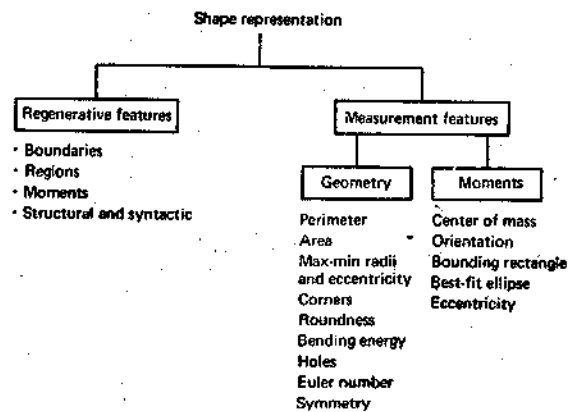 Shape representation
Regenerative features
Measurement features
• Boundaries
• Regions
• Moments
• Structural and syntactic
Geometry
Moments
Perimeter
Area
Max-min radii
and eccentricity
Corners
Roundness
Bending energy
Holes
Euler number
Symmetry
Center of mass
Orientation
Bounding rectangle
Best-fit ellipse
Eccentricity